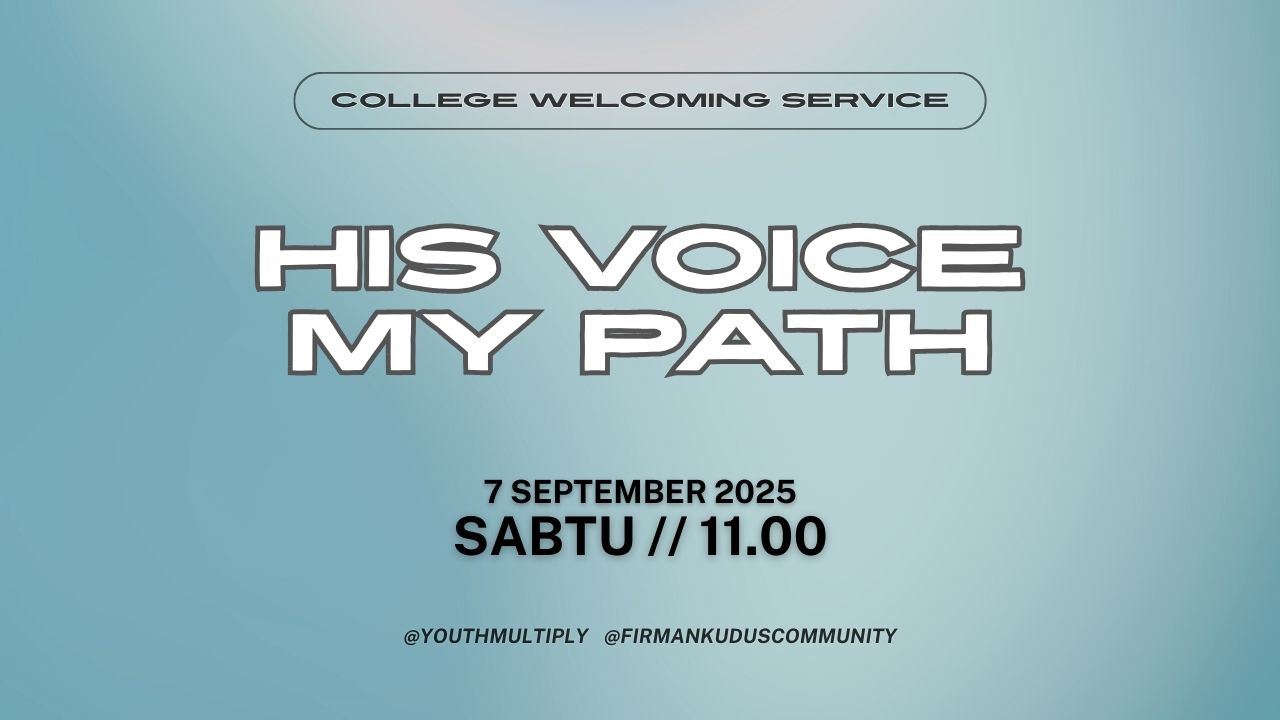 COLLEGE WELCOMING SERVICE
HIS VOICE
MY PATH
7 SEPTEMBER 2025
SABTU // 11.00
@YOUTHMULTIPLY @FIRMANKUDUSCOMMUNITY